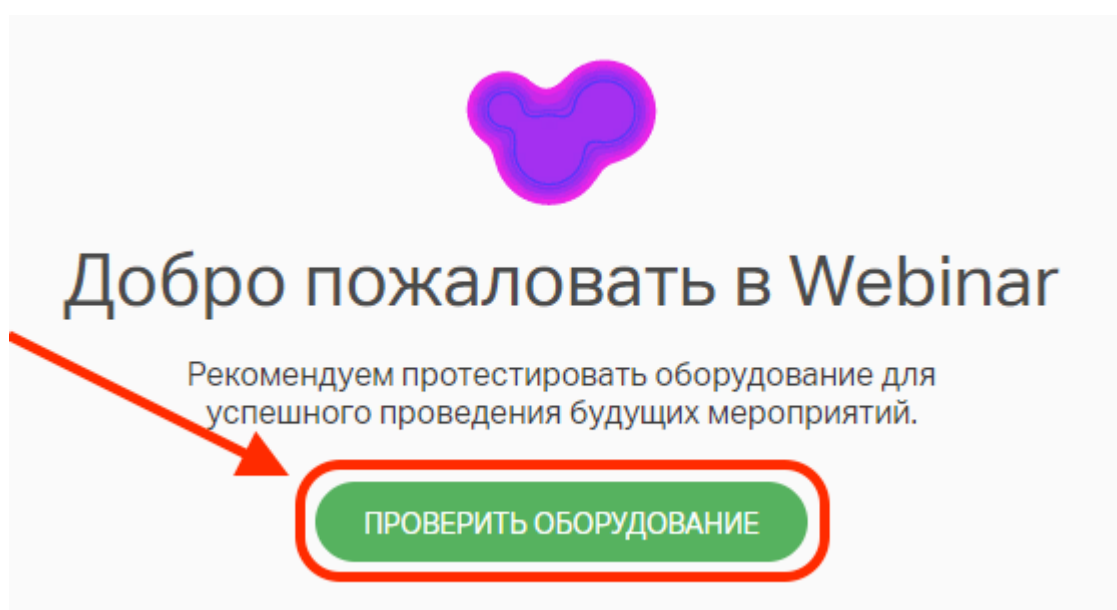 Добро пожаловать в Webinar
Рекомендуем протестировать оборудование для
успешного проведения будущих мероприятий.
ПРОВЕРИТЬ ОБОРУДОВАНИЕ